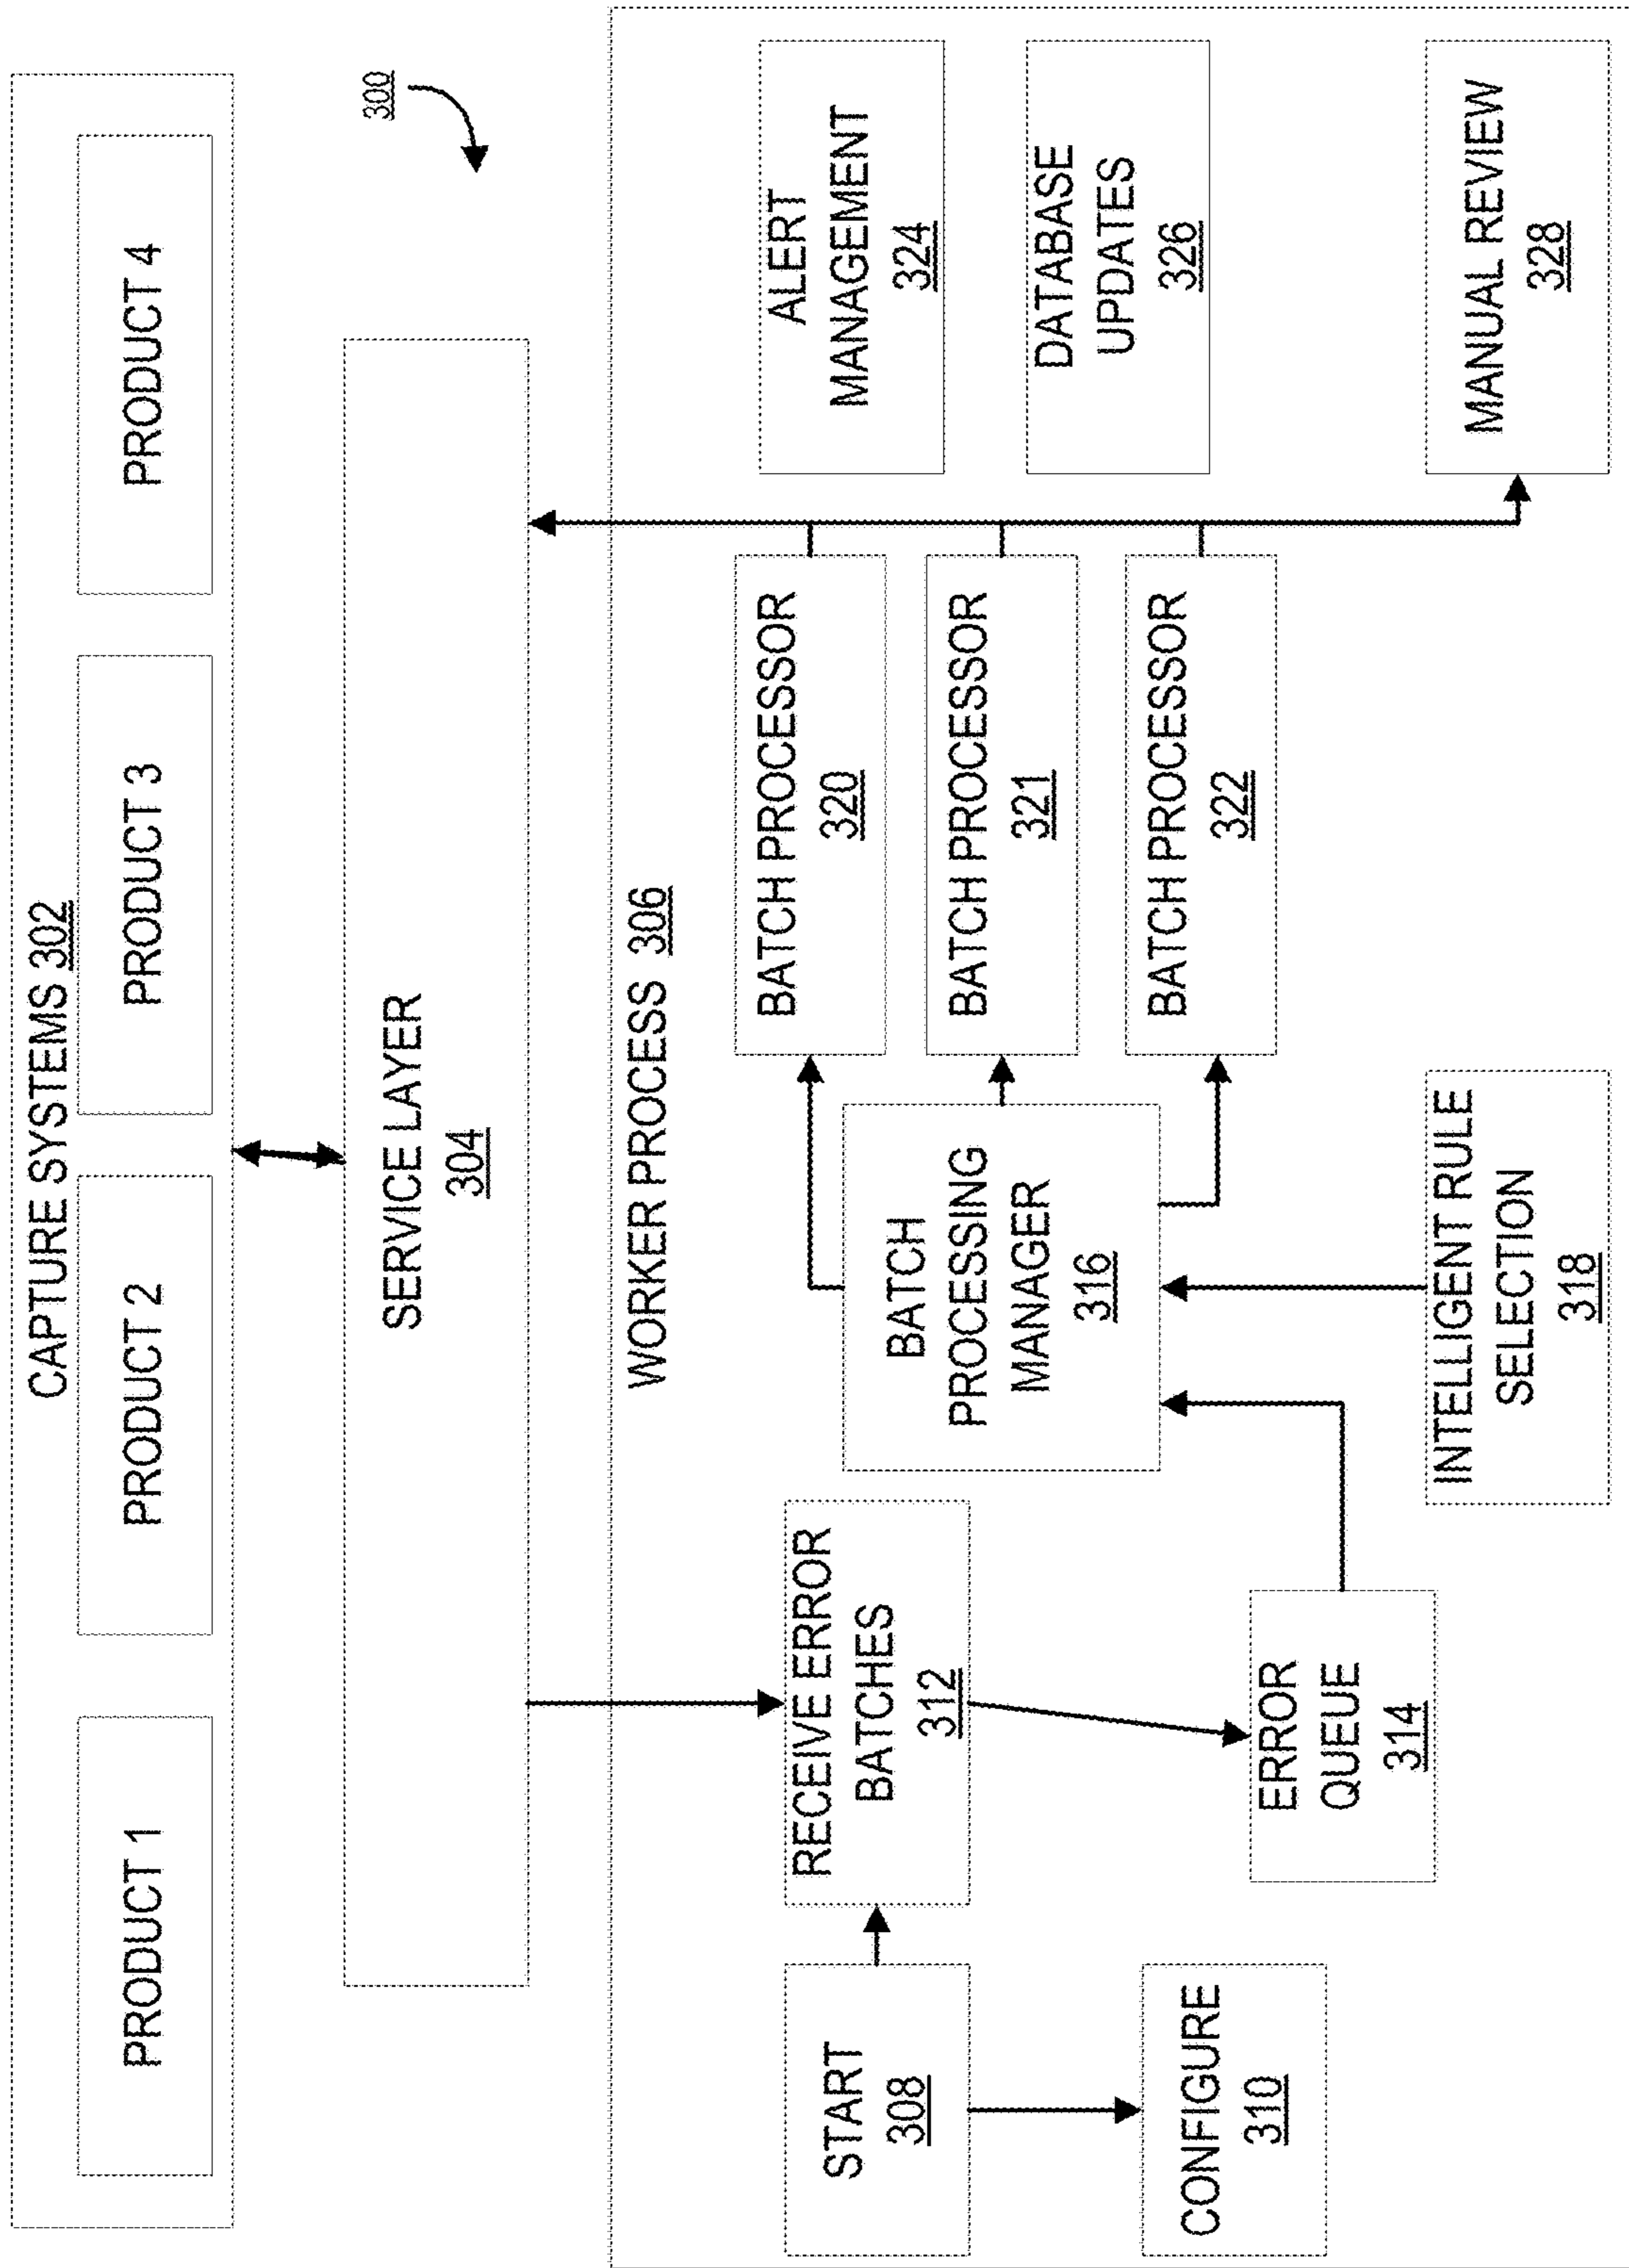 CAPTURE SYSTEMS 302
PRODUCT 1
PRODUCT 2
PRODUCT 3
PRODUCT 4
300
SERVICE LAYER
304
WORKER PROCESS 306
START
308
CONFIGURE
310
RECEIVE ERROR
BATCHES
312
ERROR
QUEUE
314
BATCH
PROCESSING
MANAGER
316
INTELLIGENT RULE
SELECTION
318
BATCH PROCESSOR
320
BATCH PROCESSOR
321
BATCH PROCESSOR
322
ALERT
MANAGEMENT
324
DATABASE
UPDATES
326
MANUAL REVIEW
328